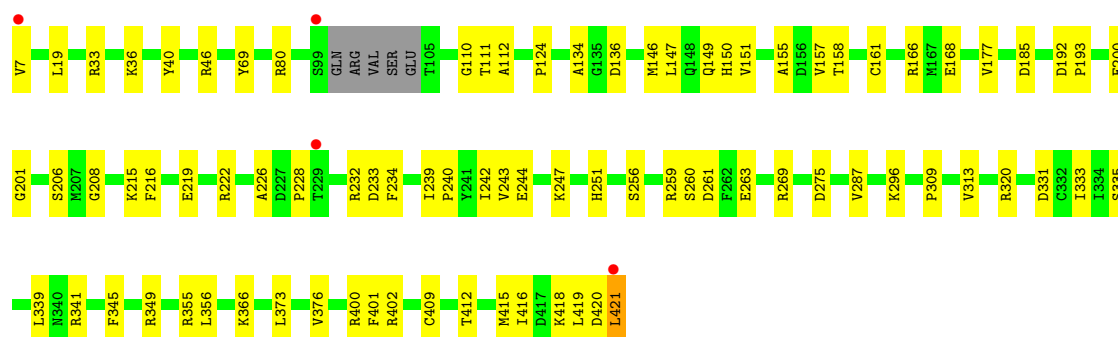 V7 L19 R33 K36 Y40 R46 Y69 R80 S99 GLN ARG VAL SER GLU T105 G110 T111 A112 P124 A134 G135 D136 M146 L147 Q148 Q149 H150 V151 A155 D156 V157 T158 C161 R166 M167 E168 V177 D185 D192 P193
G201 S206 M207 G208 K215 F216 E219 R222 A226 D227 P228 T229 R232 D233 F234 I239 P240 Y241 I242 V243 E244 K247 H251 S256 R259 S260 D261 F262 E263 R269 D275 V287 K296 P309 V313 R320 D331 C332 I333 I334 S335
L339 N340 R341 F345 R349 R355 L356 K366 L373 V376 R400 F401 R402 C409 T412 M415 I416 D417 K418 L419 D420 L421